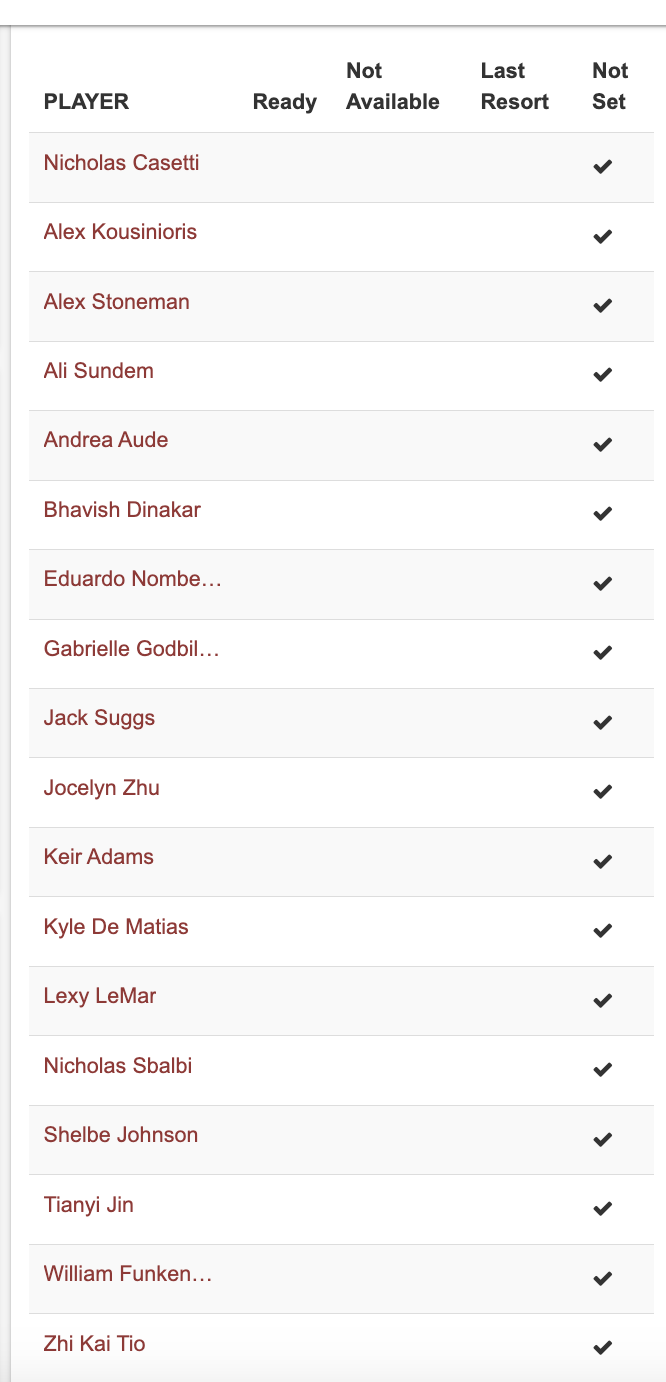 PLAYER Ready Not Available Last Resort Not Set
Nicholas Casetti
Alex Kousinioris
Alex Stoneman
Ali Sundem
Andrea Aude
Bhavish Dinakar
Eduardo Nombe…
Gabrielle Godbil…
Jack Suggs
Jocelyn Zhu
Keir Adams
Kyle De Matias
Lexy LeMar
Nicholas Sbalbi
Shelbe Johnson
Tianyi Jin
William Funken…
Zhi Kai Tio